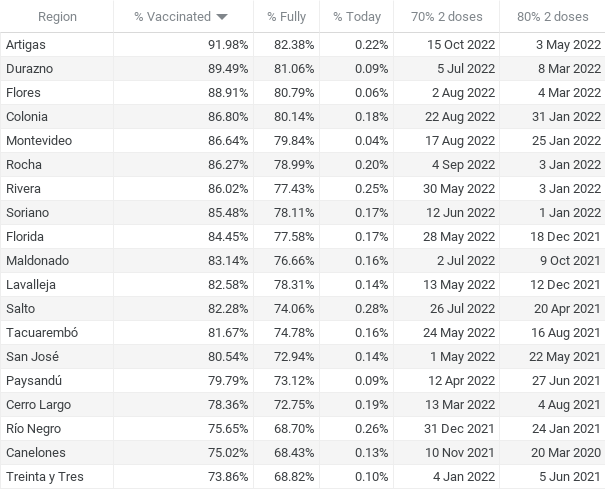 Region % Vaccinated % Fully % Today 70% 2 doses 80% 2 doses
Artigas 91.98% 82.38% 0.22% 15 Oct 2022 3 May 2022
Durazno 89.49% 81.06% 0.09% 5 Jul 2022 8 Mar 2022
Flores 88.91% 80.79% 0.06% 2 Aug 2022 4 Mar 2022
Colonia 86.80% 80.14% 0.18% 22 Aug 2022 31 Jan 2022
Montevideo 86.64% 79.84% 0.04% 17 Aug 2022 25 Jan 2022
Rocha 86.27% 78.99% 0.20% 4 Sep 2022 3 Jan 2022
Rivera 86.02% 77.43% 0.25% 30 May 2022 3 Jan 2022
Soriano 85.48% 78.11% 0.17% 12 Jun 2022 1 Jan 2022
Florida 84.45% 77.58% 0.17% 28 May 2022 18 Dec 2021
Maldonado 83.14% 76.66% 0.16% 2 Jul 2022 9 Oct 2021
Lavalleja 82.58% 78.31% 0.14% 13 May 2022 12 Dec 2021
Salto 82.28% 74.06% 0.28% 26 Jul 2022 20 Apr 2021
Tacuarembó 81.67% 74.78% 0.16% 24 May 2022 16 Aug 2021
San José 80.54% 72.94% 0.14% 1 May 2022 22 May 2021
Paysandú 79.79% 73.12% 0.09% 12 Apr 2022 27 Jun 2021
Cerro Largo 78.36% 72.75% 0.19% 13 Mar 2022 4 Aug 2021
Río Negro 75.65% 68.70% 0.26% 31 Dec 2021 24 Jan 2021
Canelones 75.02% 68.43% 0.13% 10 Nov 2021 20 Mar 2020
Treinta y Tres 73.86% 68.82% 0.10% 4 Jan 2022 5 Jun 2021